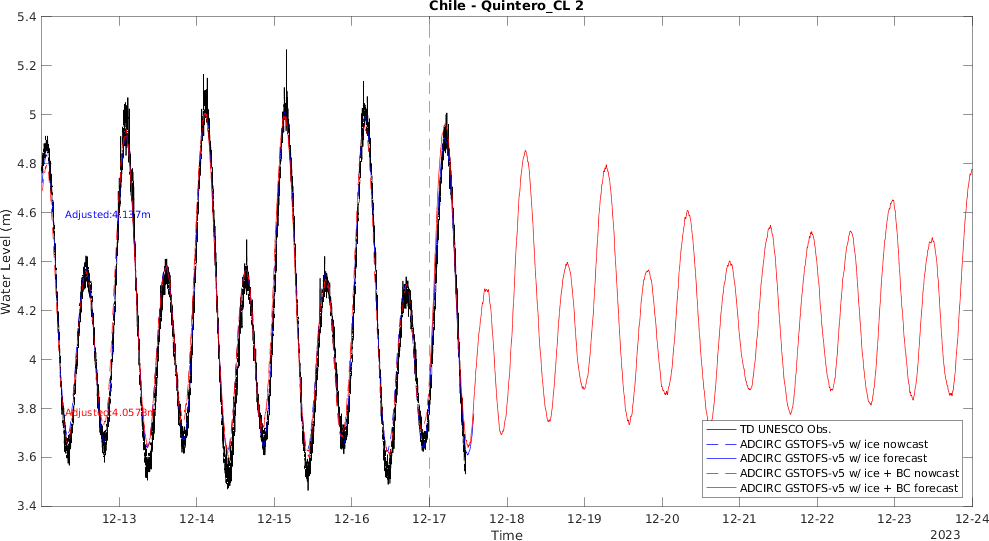 Chile - Quintero_CL 2
5.4
5.2
5
4.8
4.6
4.4
4.2
4
3.8
3.6
3.4
Water Level (m)
Adjusted:4.137m
Adjusted:4.0578m
TD UNESCO Obs.
ADCIRC GSTOFS-v5 w/ ice nowcast
ADCIRC GSTOFS-v5 w/ ice forecast
ADCIRC GSTOFS-v5 w/ ice + BC nowcast
ADCIRC GSTOFS-v5 w/ ice + BC forecast
12-13 12-14 12-15 12-16 12-17 12-18 12-19 12-20 12-21 12-22 12-23 12-24
Time
2023